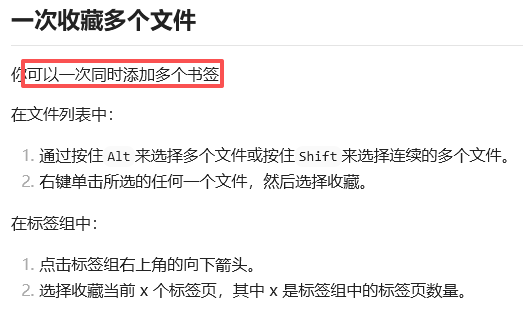 一次收藏多个文件
你可以一次同时添加多个书签
在文件列表中：
1. 通过按住 Alt 来选择多个文件或按住 Shift 来选择连续的多个文件。
2. 右键单击所选的任何一个文件，然后选择收藏。
在标签组中：
1. 点击标签组右上角的向下箭头。
2. 选择收藏当前 x 个标签页，其中 x 是标签组中的标签页数量。